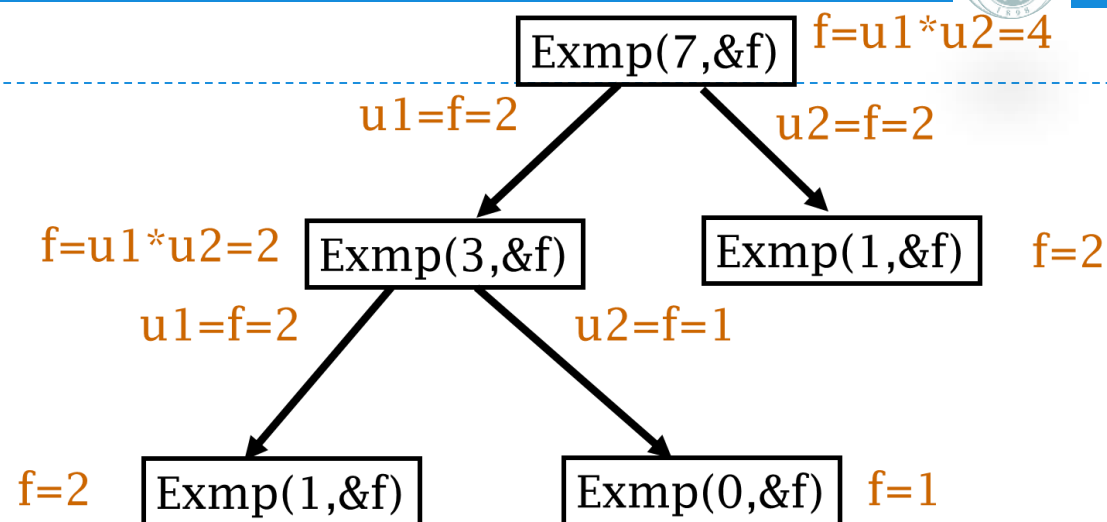 1898
Exmp(7,&f)
f=u1*u2=4
u1=f=2
u2=f=2
f=u1*u2=2
Exmp(3,&f)
Exmp(1,&f)
f=2
u1=f=2
u2=f=1
f=2
Exmp(1,&f)
Exmp(0,&f)
f=1